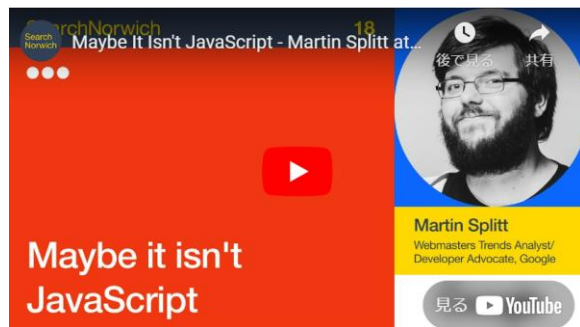 SearchNorwich 18
Search
Norwich
Maybe It Isn't JavaScript - Martin Splitt at…
後で見る
共有
Maybe it isn't
JavaScript
Martin Splitt
Webmasters Trends Analyst/
Developer Advocate, Google
見る YouTube